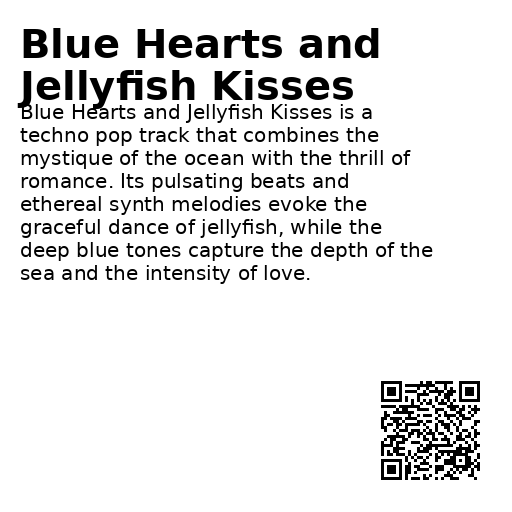 Blue Hearts and
Jellyfish Kisses
Blue Hearts and Jellyfish Kisses is a
techno pop track that combines the
mystique of the ocean with the thrill of
romance. Its pulsating beats and
ethereal synth melodies evoke the
graceful dance of jellyfish, while the
deep blue tones capture the depth of the
sea and the intensity of love.